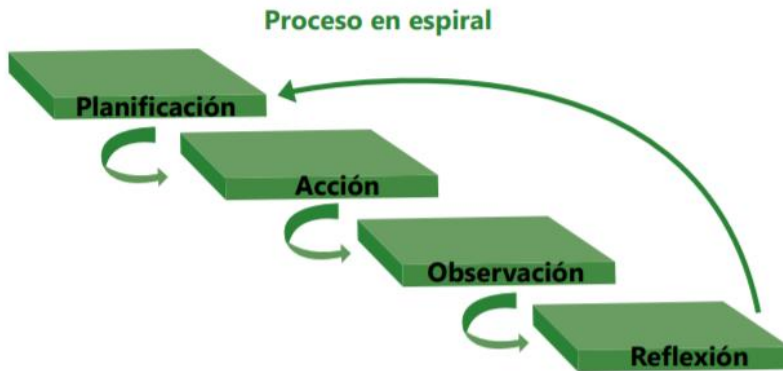 Proceso en espiral
Planificación
Acción
Observación
Reflexión